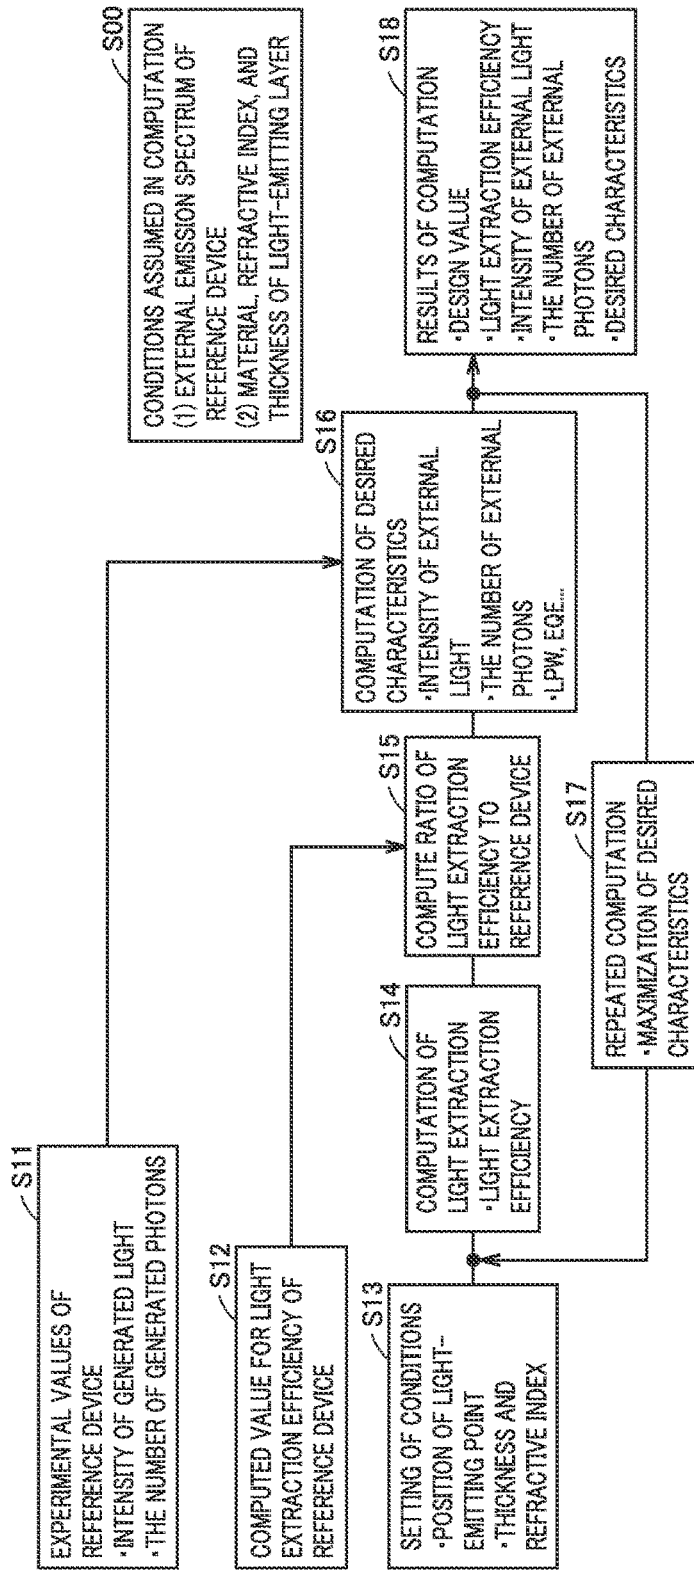 S11
EXPERIMENTAL VALUES OF
REFERENCE DEVICE
・INTENSITY OF GENERATED LIGHT
・THE NUMBER OF GENERATED PHOTONS
S00
CONDITIONS ASSUMED IN COMPUTATION
(1) EXTERNAL EMISSION SPECTRUM OF
REFERENCE DEVICE
(2) MATERIAL, REFRACTIVE INDEX, AND
THICKNESS OF LIGHT-EMITTING LAYER
S12
COMPUTED VALUE FOR LIGHT
EXTRACTION EFFICIENCY OF
REFERENCE DEVICE
S13
SETTING OF CONDITIONS
・POSITION OF LIGHT-
EMITTING POINT
・THICKNESS AND
REFRACTIVE INDEX
S14
COMPUTATION OF
LIGHT EXTRACTION
・LIGHT EXTRACTION
EFFICIENCY
S15
COMPUTE RATIO OF
LIGHT EXTRACTION
EFFICIENCY TO
REFERENCE DEVICE
S16
COMPUTATION OF DESIRED
CHARACTERISTICS
・INTENSITY OF EXTERNAL
LIGHT
・THE NUMBER OF EXTERNAL
PHOTONS
・LPW, EQE...
S18
RESULTS OF COMPUTATION
・DESIGN VALUE
・LIGHT EXTRACTION EFFICIENCY
・INTENSITY OF EXTERNAL LIGHT
・THE NUMBER OF EXTERNAL
PHOTONS
・DESIRED CHARACTERISTICS
S17
REPEATED COMPUTATION
・MAXIMIZATION OF DESIRED
CHARACTERISTICS